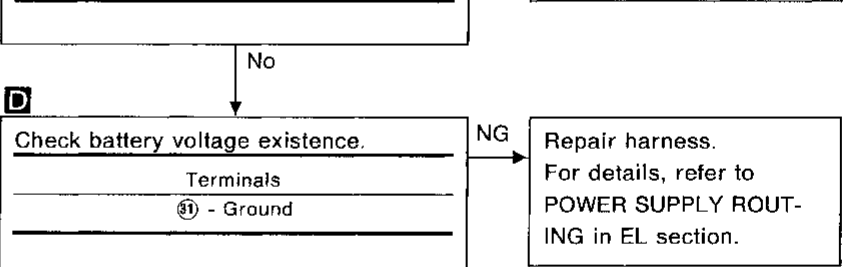 No
D
Check battery voltage existence.
Terminals
㉛ - Ground
NG
Repair harness.
For details, refer to
POWER SUPPLY ROUT-
ING in EL section.